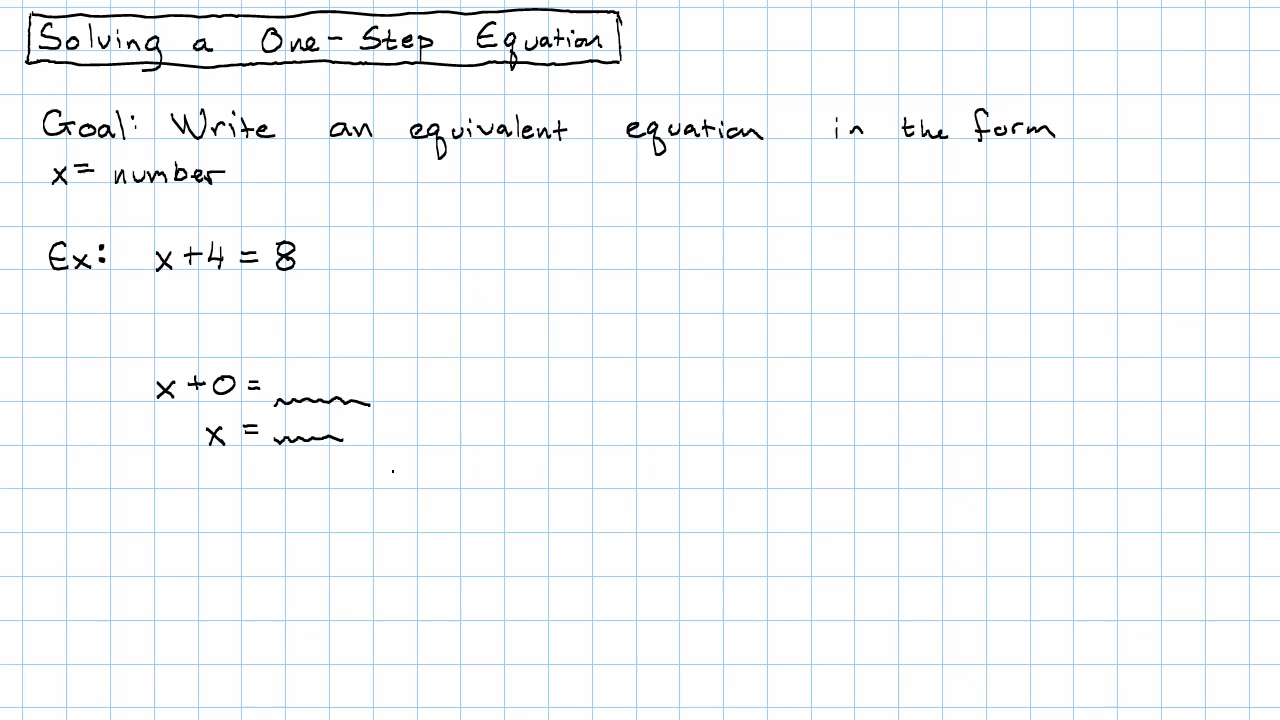 Solving a One-Step Equation
Goal: Write an equivalent equation in the form
x = number
Ex: x + 4 = 8
x + 0 =
x =